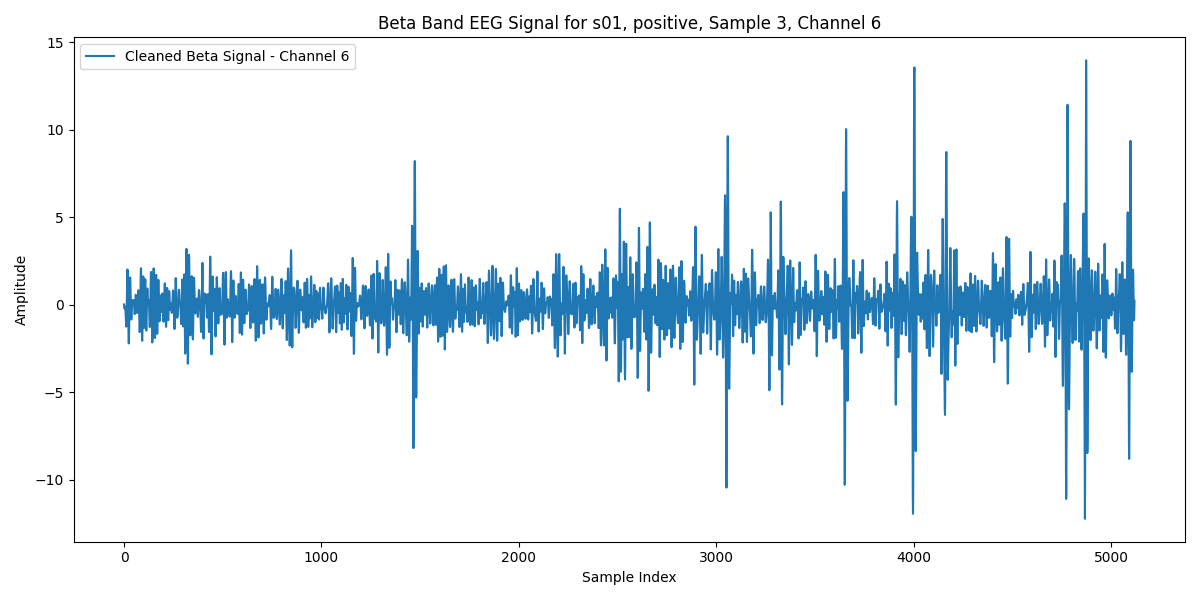 Beta Band EEG Signal for s01, positive, Sample 3, Channel 6
Cleaned Beta Signal - Channel 6
15
10
5
0
−5
−10
Amplitude
0 1000 2000 3000 4000 5000
Sample Index